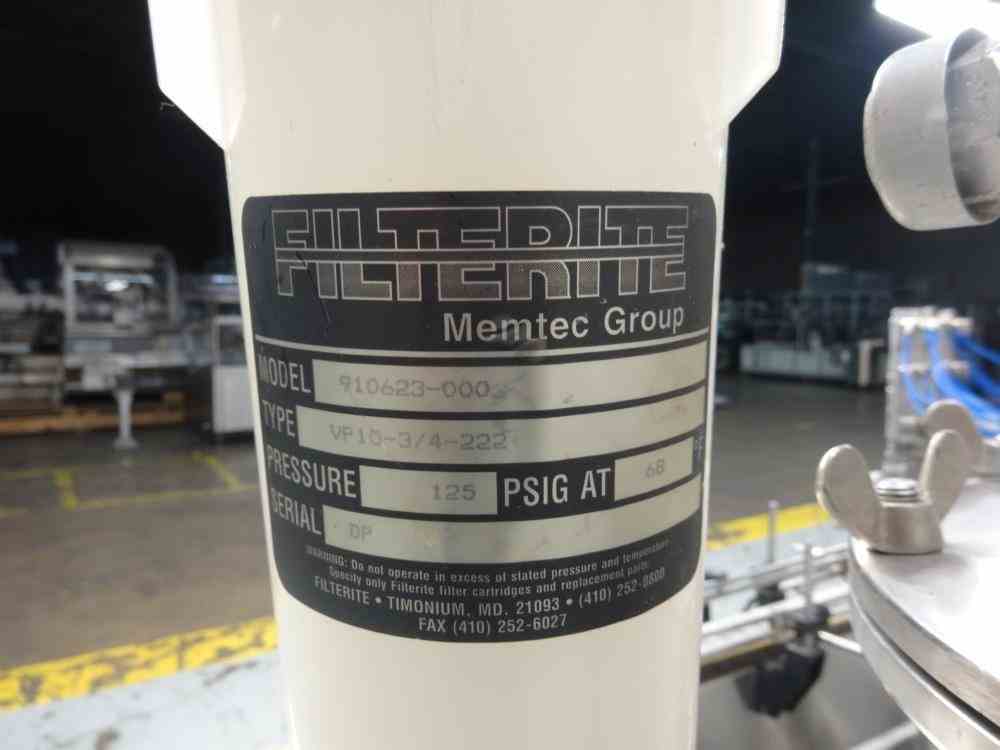 FILTERITE
Memtec Group
MODEL 910623-000
TYPE VP10-3/4-222
PRESSURE 125 PSIG AT 68 °F
SERIAL DP
WARNING: Do not operate in excess of stated pressure and temperature.
Specify only Filterite filter cartridges and replacement parts.
FILTERITE • TIMONIUM, MD. 21093 • (410) 252-0800
FAX (410) 252-6027